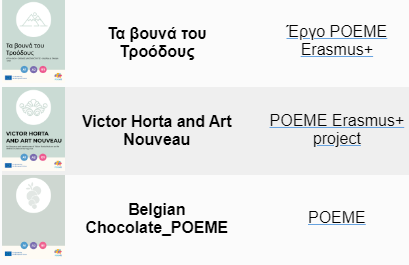 Τα βουνά του
Τροόδους
Τα βουνά του
Τροόδους
Έργο POEME
Erasmus+
VICTOR HORTA
AND ART NOUVEAU
Victor Horta and Art
Nouveau
POEME Erasmus+
project
Belgian
Chocolate_POEME
POEME